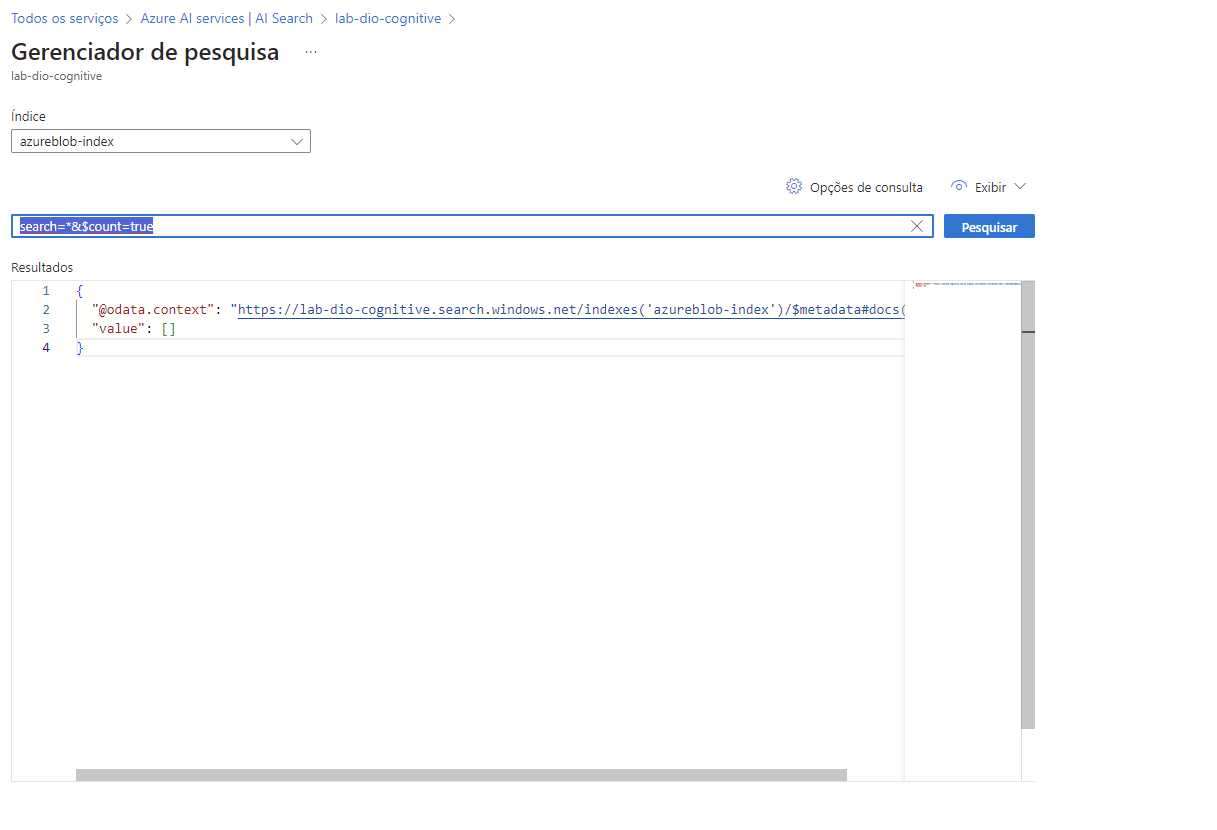 Todos os serviços > Azure AI services | AI Search > lab-dio-cognitive >
Gerenciador de pesquisa ...
lab-dio-cognitive
Índice
azureblob-index
Opções de consulta Exibir
search=*&$count=true
Pesquisar
Resultados
1 {
2 "@odata.context": "https://lab-dio-cognitive.search.windows.net/indexes('azureblob-index')/$metadata#docs(
3 "value": []
4 }